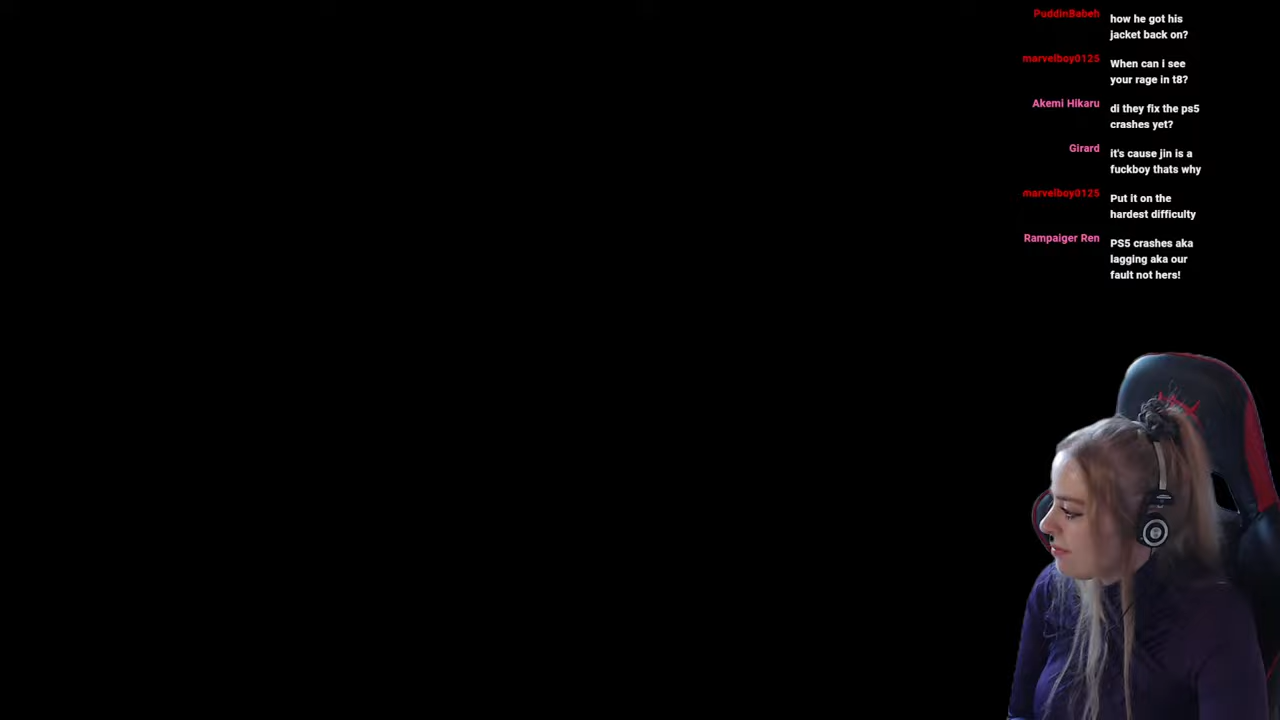 PuddinBabeh how he got his
jacket back on?
marvelboy0125 When can i see
your rage in t8?
Akemi Hikaru di they fix the ps5
crashes yet?
Girard it's cause jin is a
fuckboy thats why
marvelboy0125 Put it on the
hardest difficulty
Rampaiger Ren PS5 crashes aka
lagging aka our
fault not hers!